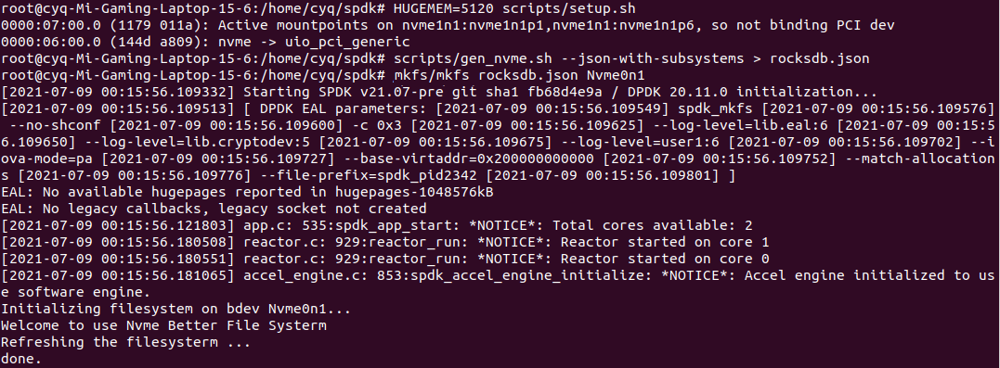 root@cyq-Mi-Gaming-Laptop-15-6:/home/cyq/spdk# HUGEMEM=5120 scripts/setup.sh
0000:07:00.0 (1179 011a): Active mountpoints on nvme1n1:nvme1n1p1,nvme1n1:nvme1n1p6, so not binding PCI dev
0000:06:00.0 (144d a809): nvme -> uio_pci_generic
root@cyq-Mi-Gaming-Laptop-15-6:/home/cyq/spdk# scripts/gen_nvme.sh --json-with-subsystems > rocksdb.json
root@cyq-Mi-Gaming-Laptop-15-6:/home/cyq/spdk# mkfs/mkfs rocksdb.json Nvme0n1
[2021-07-09 00:15:56.109332] Starting SPDK v21.07-pre git sha1 fb68d4e9a / DPDK 20.11.0 initialization...
[2021-07-09 00:15:56.109513] [ DPDK EAL parameters: [2021-07-09 00:15:56.109549] spdk_mkfs [2021-07-09 00:15:56.109576]
 --no-shconf [2021-07-09 00:15:56.109600] -c 0x3 [2021-07-09 00:15:56.109625] --log-level=lib.eal:6 [2021-07-09 00:15:5
6.109650] --log-level=lib.cryptodev:5 [2021-07-09 00:15:56.109675] --log-level=user1:6 [2021-07-09 00:15:56.109702] --i
ova-mode=pa [2021-07-09 00:15:56.109727] --base-virtaddr=0x200000000000 [2021-07-09 00:15:56.109752] --match-allocation
s [2021-07-09 00:15:56.109776] --file-prefix=spdk_pid2342 [2021-07-09 00:15:56.109801] ]
EAL: No available hugepages reported in hugepages-1048576kB
EAL: No legacy callbacks, legacy socket not created
[2021-07-09 00:15:56.121803] app.c: 535:spdk_app_start: *NOTICE*: Total cores available: 2
[2021-07-09 00:15:56.180508] reactor.c: 929:reactor_run: *NOTICE*: Reactor started on core 1
[2021-07-09 00:15:56.180551] reactor.c: 929:reactor_run: *NOTICE*: Reactor started on core 0
[2021-07-09 00:15:56.181065] accel_engine.c: 853:spdk_accel_engine_initialize: *NOTICE*: Accel engine initialized to us
e software engine.
Initializing filesystem on bdev Nvme0n1...
Welcome to use Nvme Better File Systerm
Refreshing the filesysterm ...
done.